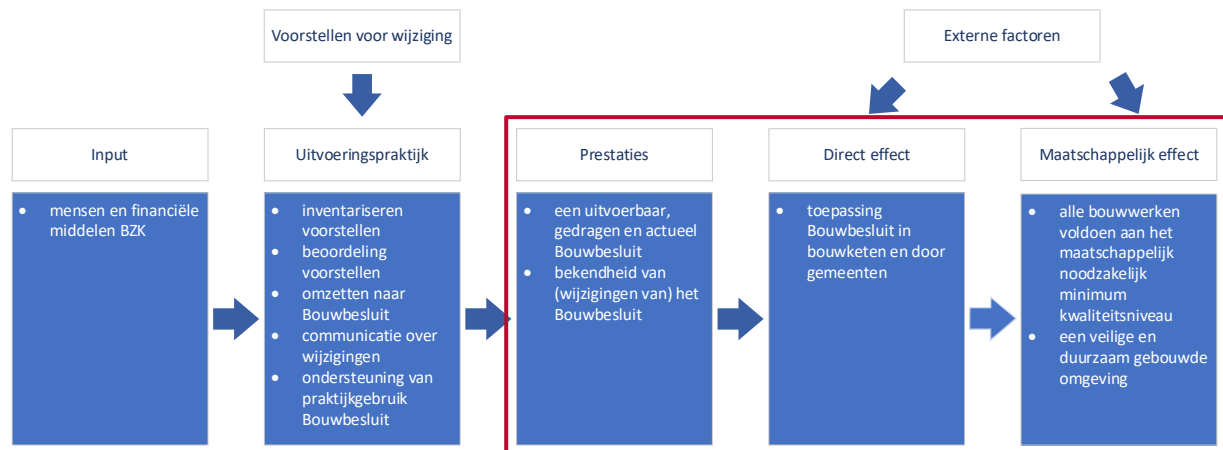 Voorstellen voor wijziging
Externe factoren
Input
Uitvoeringspraktijk
Prestaties
Direct effect
Maatschappelijk effect
• mensen en financiële
middelen BZK
• inventariseren
voorstellen
• beoordeling
voorstellen
• omzetten naar
Bouwbesluit
• communicatie over
wijzigingen
• ondersteuning van
praktijkgebruik
Bouwbesluit
• een uitvoerbaar,
gedragen en actueel
Bouwbesluit
• bekendheid van
(wijzigingen van) het
Bouwbesluit
• toepassing
Bouwbesluit in
bouwketen en door
gemeenten
• alle bouwwerken
voldoen aan het
maatschappelijk
noodzakelijk
minimum
kwaliteitsniveau
• een veilige en
duurzaam gebouwde
omgeving